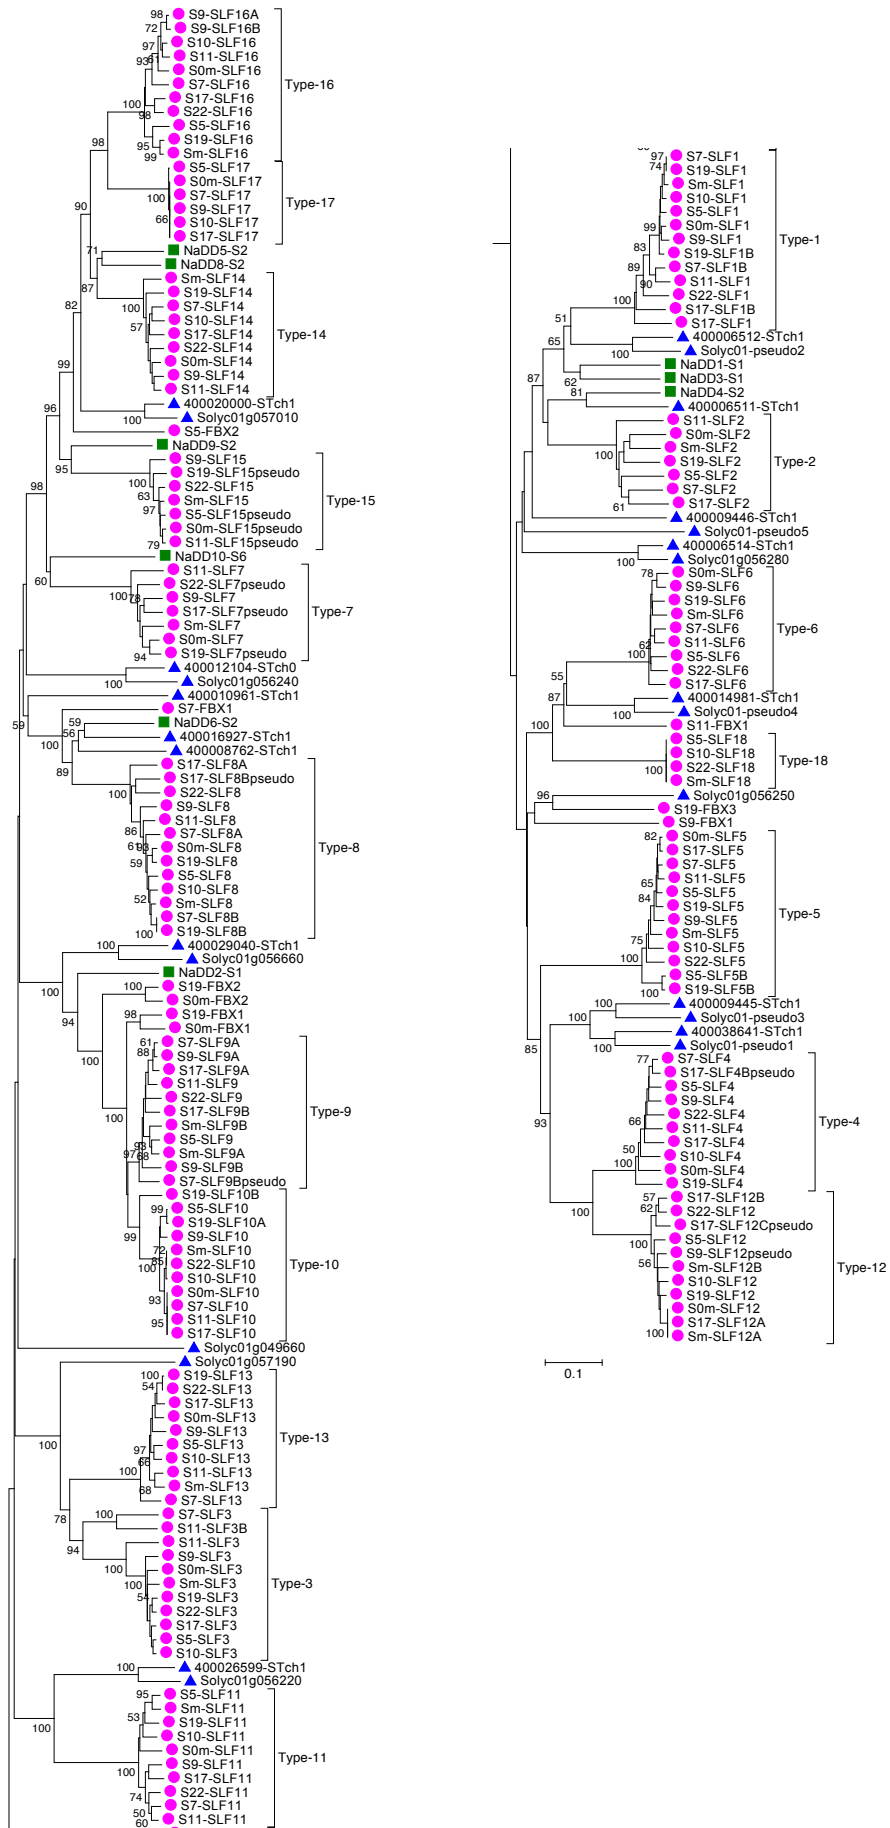 98 S9-SLF16A
72 S9-SLF16B
S10-SLF16
97 S11-SLF16
93 61 S0m-SLF16
S7-SLF16
Type-16
100 S17-SLF16
98 S22-SLF16
S5-SLF16
98 95 S19-SLF16
99 Sm-SLF16
S5-SLF17
S0m-SLF17
100 S7-SLF17
Type-17
90 S9-SLF17
66 S10-SLF17
S17-SLF17
71 NaDD5-S2
NaDD8-S2
87 Sm-SLF14
S19-SLF14
82 100 S7-SLF14
57 S10-SLF14
S17-SLF14
Type-14
S22-SLF14
99 S0m-SLF14
S9-SLF14
S11-SLF14
400020000-STch1
96 100 Solyc01g057010
S5-FBX2
NaDD9-S2
S9-SLF15
95 S19-SLF15pseudo
98 100 S22-SLF15
63 Sm-SLF15
Type-15
97 S5-SLF15pseudo
S0m-SLF15pseudo
79 S11-SLF15pseudo
NaDD10-S6
S11-SLF7
60 S22-SLF7pseudo
100 78 S9-SLF7
S17-SLF7pseudo
Type-7
Sm-SLF7
S0m-SLF7
94 S19-SLF7pseudo
400012104-STch0
100 Solyc01g056240
400010961-STch1
S7-FBX1
59 59 NaDD6-S2
56 400016927-STch1
100 400008762-STch1
89 S17-SLF8A
S17-SLF8Bpseudo
100 S22-SLF8
S9-SLF8
S11-SLF8
86 S7-SLF8A
61 93 S0m-SLF8
Type-8
59 S19-SLF8
S5-SLF8
S10-SLF8
52 Sm-SLF8
S7-SLF8B
100 S19-SLF8B
100 400029040-STch1
Solyc01g056660
NaDD2-S1
100 100 S19-FBX2
S0m-FBX2
94 98 S19-FBX1
S0m-FBX1
61 S7-SLF9A
100 88 S9-SLF9A
S17-SLF9A
S11-SLF9
S22-SLF9
Type-9
100 S17-SLF9B
Sm-SLF9B
93 S5-SLF9
97 68 Sm-SLF9A
S9-SLF9B
S7-SLF9Bpseudo
S19-SLF10B
99 S5-SLF10
S19-SLF10A
99 S9-SLF10
72 Sm-SLF10
85 S22-SLF10
Type-10
100 S10-SLF10
93 S0m-SLF10
S7-SLF10
95 S11-SLF10
S17-SLF10
Solyc01g049660
Solyc01g057190
100 S19-SLF13
54 S22-SLF13
S17-SLF13
S0m-SLF13
100 S9-SLF13
Type-13
97 S5-SLF13
66 S10-SLF13
100 S11-SLF13
68 Sm-SLF13
S7-SLF13
78 100 S7-SLF3
S11-SLF3B
94 S11-SLF3
S9-SLF3
100 S0m-SLF3
100 Sm-SLF3
Type-3
54 S19-SLF3
S22-SLF3
S17-SLF3
S5-SLF3
S10-SLF3
100 400026599-STch1
Solyc01g056220
95 S5-SLF11
Sm-SLF11
100 53 S19-SLF11
S10-SLF11
S0m-SLF11
Type-11
100 S9-SLF11
S17-SLF11
74 S22-SLF11
50 S7-SLF11
60 S11-SLF11
97 S7-SLF1
74 S19-SLF1
Sm-SLF1
S10-SLF1
S5-SLF1
99 S0m-SLF1
S9-SLF1
Type-1
83 S19-SLF1B
89 S7-SLF1B
90 S11-SLF1
S22-SLF1
100 S17-SLF1B
51 S17-SLF1
400006512-STch1
65 100 Solyc01-pseudo2
NaDD1-S1
87 62 NaDD3-S1
81 NaDD4-S2
400006511-STch1
S11-SLF2
S0m-SLF2
Sm-SLF2
100 S19-SLF2
Type-2
S5-SLF2
S7-SLF2
61 S17-SLF2
400009446-STch1
Solyc01-pseudo5
400006514-STch1
100 Solyc01g056280
78 S0m-SLF6
S9-SLF6
S19-SLF6
Sm-SLF6
S7-SLF6
Type-6
62 S11-SLF6
100 S5-SLF6
55 S22-SLF6
S17-SLF6
87 400014981-STch1
100 Solyc01-pseudo4
100 S11-FBX1
S5-SLF18
S10-SLF18
Type-18
100 S22-SLF18
Sm-SLF18
96 Solyc01g056250
S19-FBX3
S9-FBX1
82 S0m-SLF5
S17-SLF5
S7-SLF5
65 S11-SLF5
84 S5-SLF5
S19-SLF5
Type-5
S9-SLF5
75 Sm-SLF5
S10-SLF5
100 S22-SLF5
S5-SLF5B
100 S19-SLF5B
100 400009445-STch1
Solyc01-pseudo3
400038641-STch1
85 100 Solyc01-pseudo1
77 S7-SLF4
S17-SLF4Bpseudo
S5-SLF4
S9-SLF4
66 S22-SLF4
Type-4
93 S11-SLF4
S17-SLF4
50 S10-SLF4
100 S0m-SLF4
S19-SLF4
57 S17-SLF12B
100 62 S22-SLF12
S17-SLF12Cpseudo
100 S5-SLF12
S9-SLF12pseudo
56 Sm-SLF12B
Type-12
S10-SLF12
S19-SLF12
S0m-SLF12
S17-SLF12A
100 Sm-SLF12A
0.1